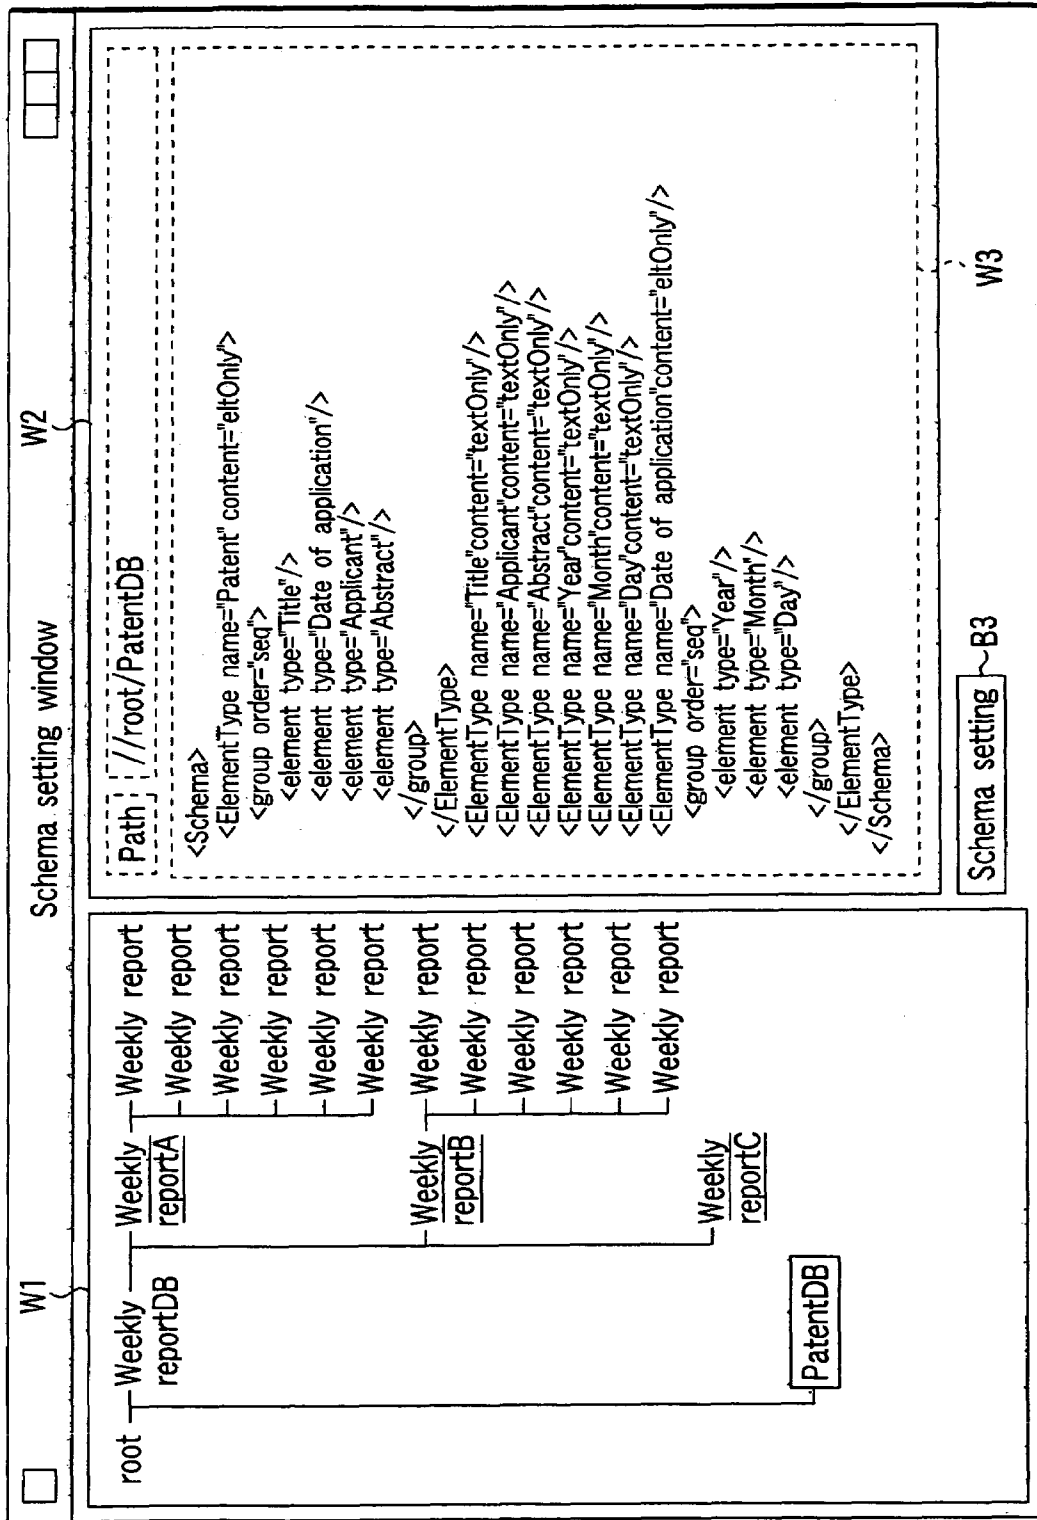 Schema setting window
W1
W2
root
Weekly
reportDB
Weekly
reportA
Weekly report
Weekly report
Weekly report
Weekly report
Weekly report
Weekly report
Weekly
reportB
Weekly report
Weekly report
Weekly report
Weekly report
Weekly report
Weekly report
Weekly
reportC
PatentDB
Path //root/PatentDB
<Schema>
<ElementType name="Patent" content="eltOnly">
<group order="seq">
<element type="Title"/>
<element type="Date of application"/>
<element type="Applicant"/>
<element type="Abstract"/>
</group>
</ElementType>
<ElementType name="Title"content="textOnly"/>
<ElementType name="Applicant"content="textOnly"/>
<ElementType name="Abstract"content="textOnly"/>
<ElementType name="Year"content="textOnly"/>
<ElementType name="Month"content="textOnly"/>
<ElementType name="Day"content="textOnly"/>
<ElementType name="Date of application"content="eltOnly"/>
<group order="seq">
<element type="Year"/>
<element type="Month"/>
<element type="Day"/>
</group>
</ElementType>
</Schema>
Schema setting
B3
W3